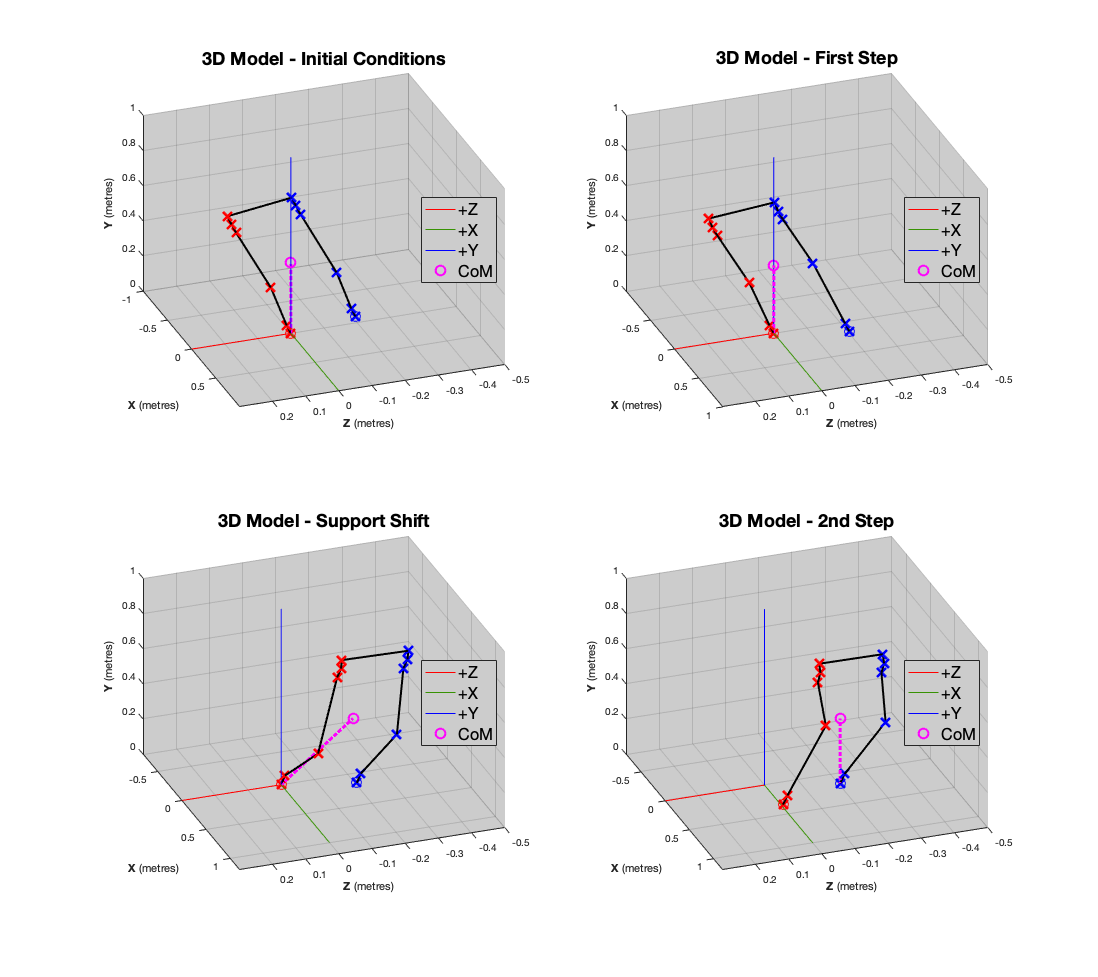 3D Model - Initial Conditions
1
0.8
0.6
0.4
0.2
0
Y (metres)
-1
-0.5
0
0.5
X (metres)
0.2
0.1
0
-0.1
-0.2
-0.3
-0.4
-0.5
Z (metres)
+Z
+X
+Y
CoM
3D Model - First Step
1
0.8
0.6
0.4
0.2
0
Y (metres)
-0.5
0
0.5
1
X (metres)
0.2
0.1
0
-0.1
-0.2
-0.3
-0.4
-0.5
Z (metres)
+Z
+X
+Y
CoM
3D Model - Support Shift
1
0.8
0.6
0.4
0.2
0
Y (metres)
-0.5
0
0.5
1
X (metres)
0.2
0.1
0
-0.1
-0.2
-0.3
-0.4
-0.5
Z (metres)
+Z
+X
+Y
CoM
3D Model - 2nd Step
1
0.8
0.6
0.4
0.2
0
Y (metres)
-0.5
0
0.5
1
X (metres)
0.2
0.1
0
-0.1
-0.2
-0.3
-0.4
-0.5
Z (metres)
+Z
+X
+Y
CoM